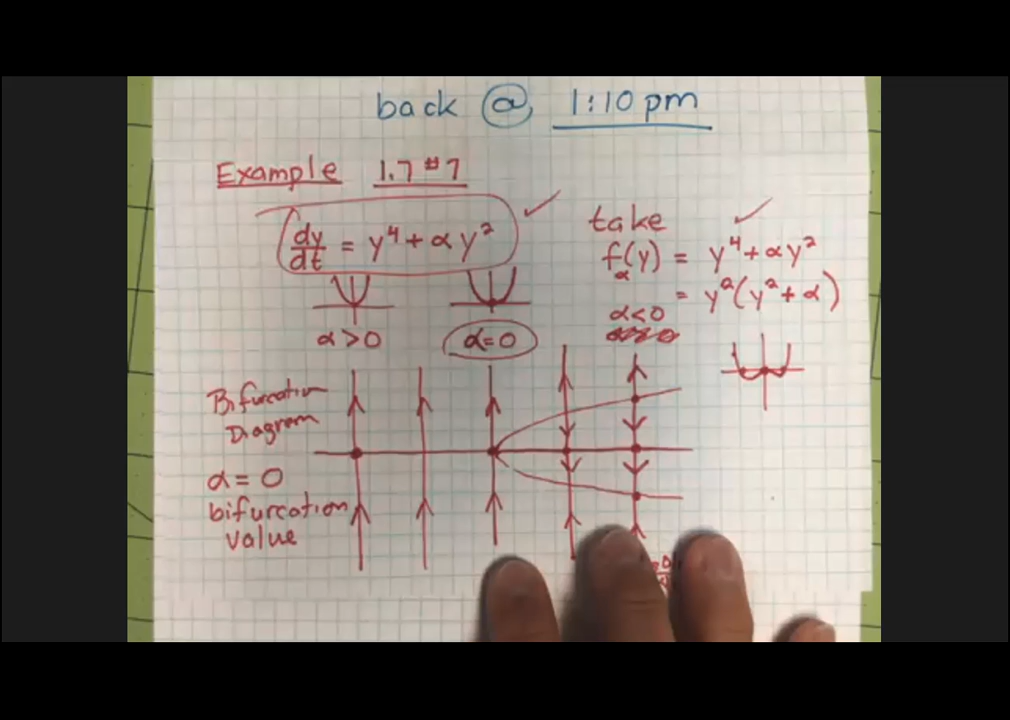 back @ 1:10 pm
Example 1.7 #7
dy/dt = y⁴ + αy²
take
f_α(y) = y⁴ + αy²
= y²(y² + α)
α<0
α>0
α=0
Bifurcation
Diagram
α = 0
bifurcation
value